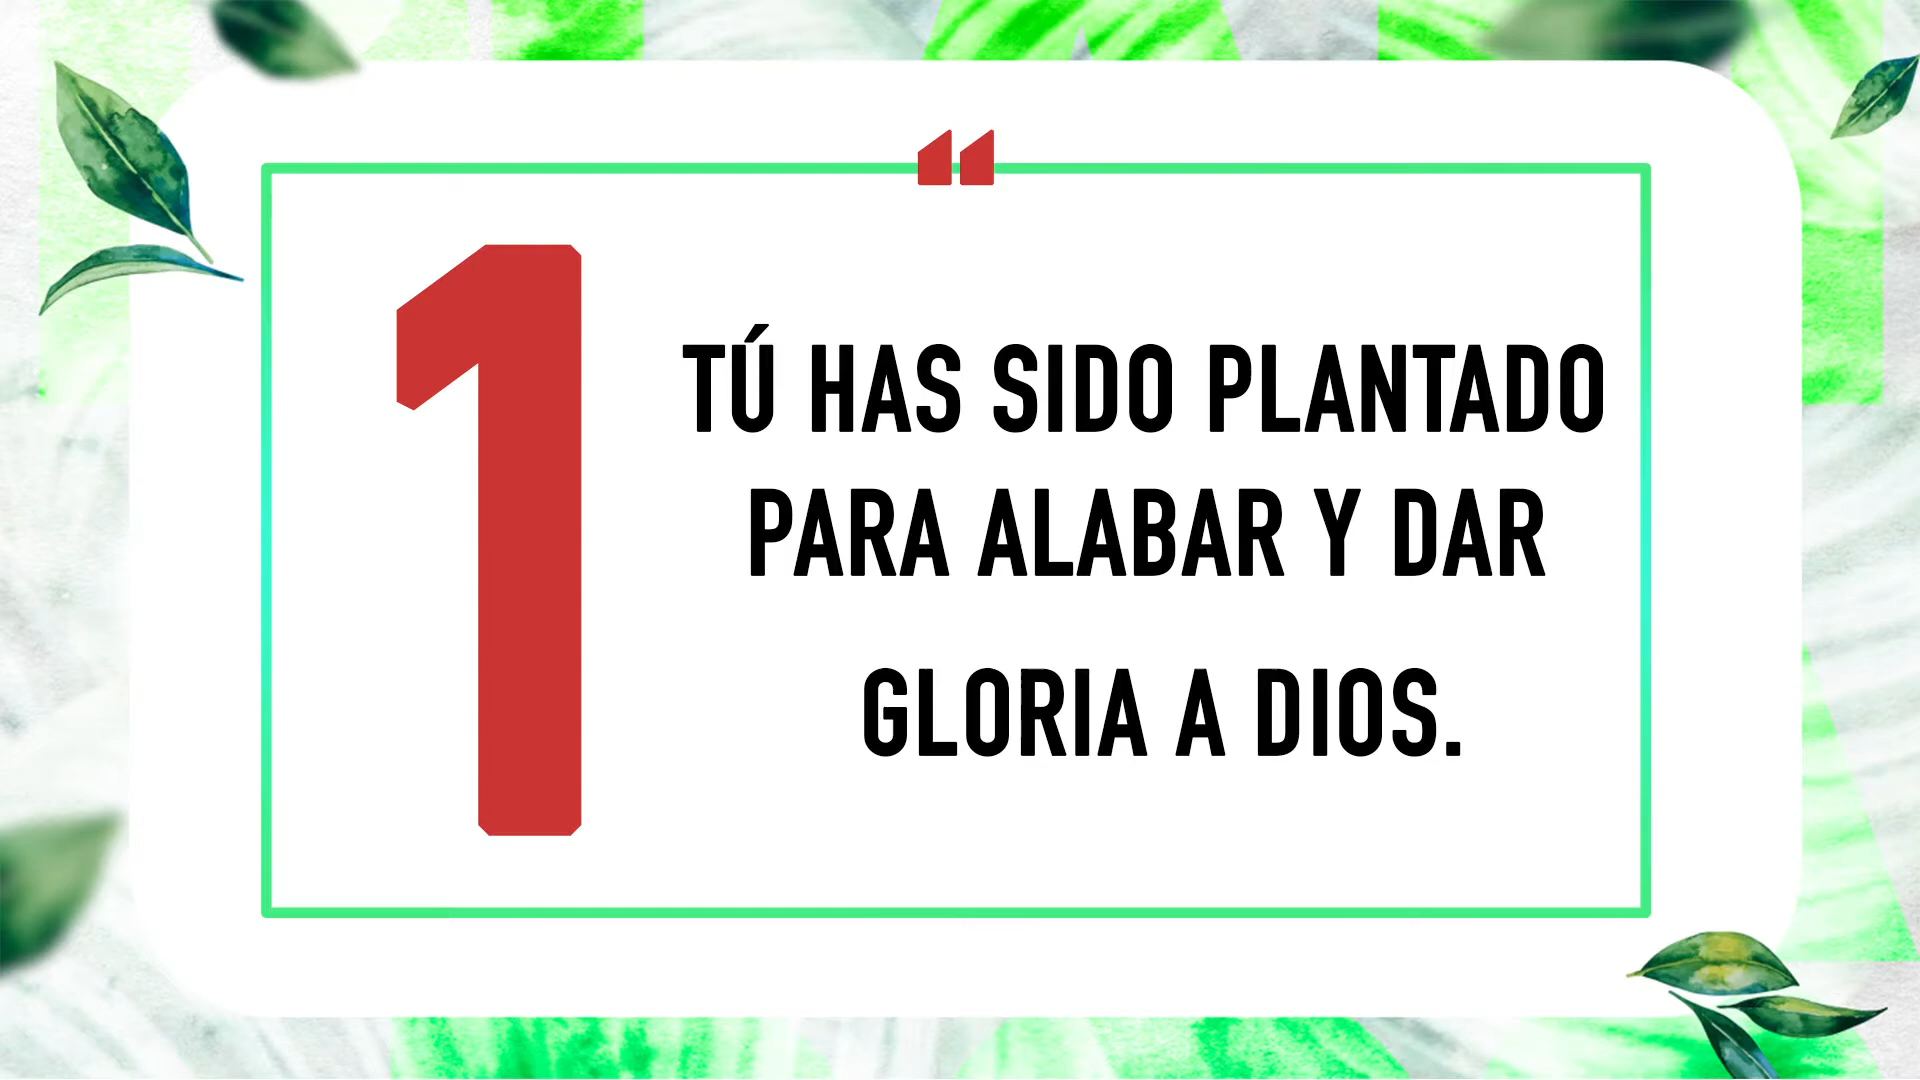 “
1
TÚ HAS SIDO PLANTADO
PARA ALABAR Y DAR
GLORIA A DIOS.